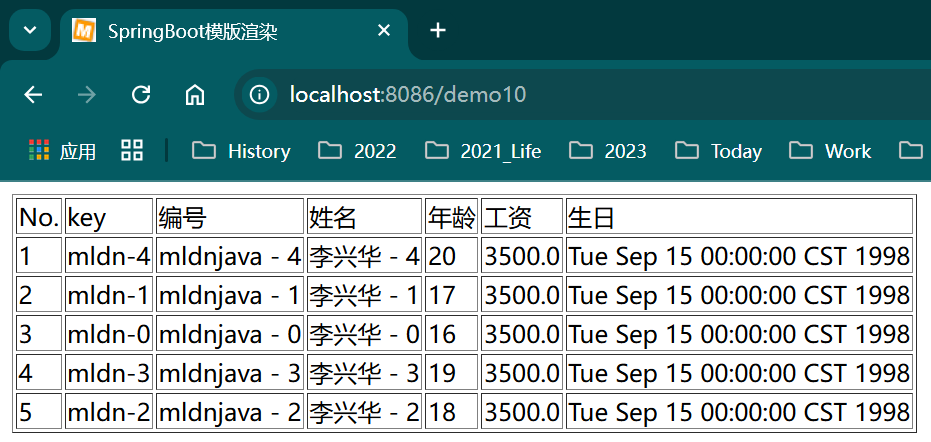 SpringBoot模版渲染
localhost:8086/demo10
应用 History 2022 2021_Life 2023 Today Work
No. key 编号 姓名 年龄 工资 生日
1 mldn-4 mldnjava - 4 李兴华 - 4 20 3500.0 Tue Sep 15 00:00:00 CST 1998
2 mldn-1 mldnjava - 1 李兴华 - 1 17 3500.0 Tue Sep 15 00:00:00 CST 1998
3 mldn-0 mldnjava - 0 李兴华 - 0 16 3500.0 Tue Sep 15 00:00:00 CST 1998
4 mldn-3 mldnjava - 3 李兴华 - 3 19 3500.0 Tue Sep 15 00:00:00 CST 1998
5 mldn-2 mldnjava - 2 李兴华 - 2 18 3500.0 Tue Sep 15 00:00:00 CST 1998